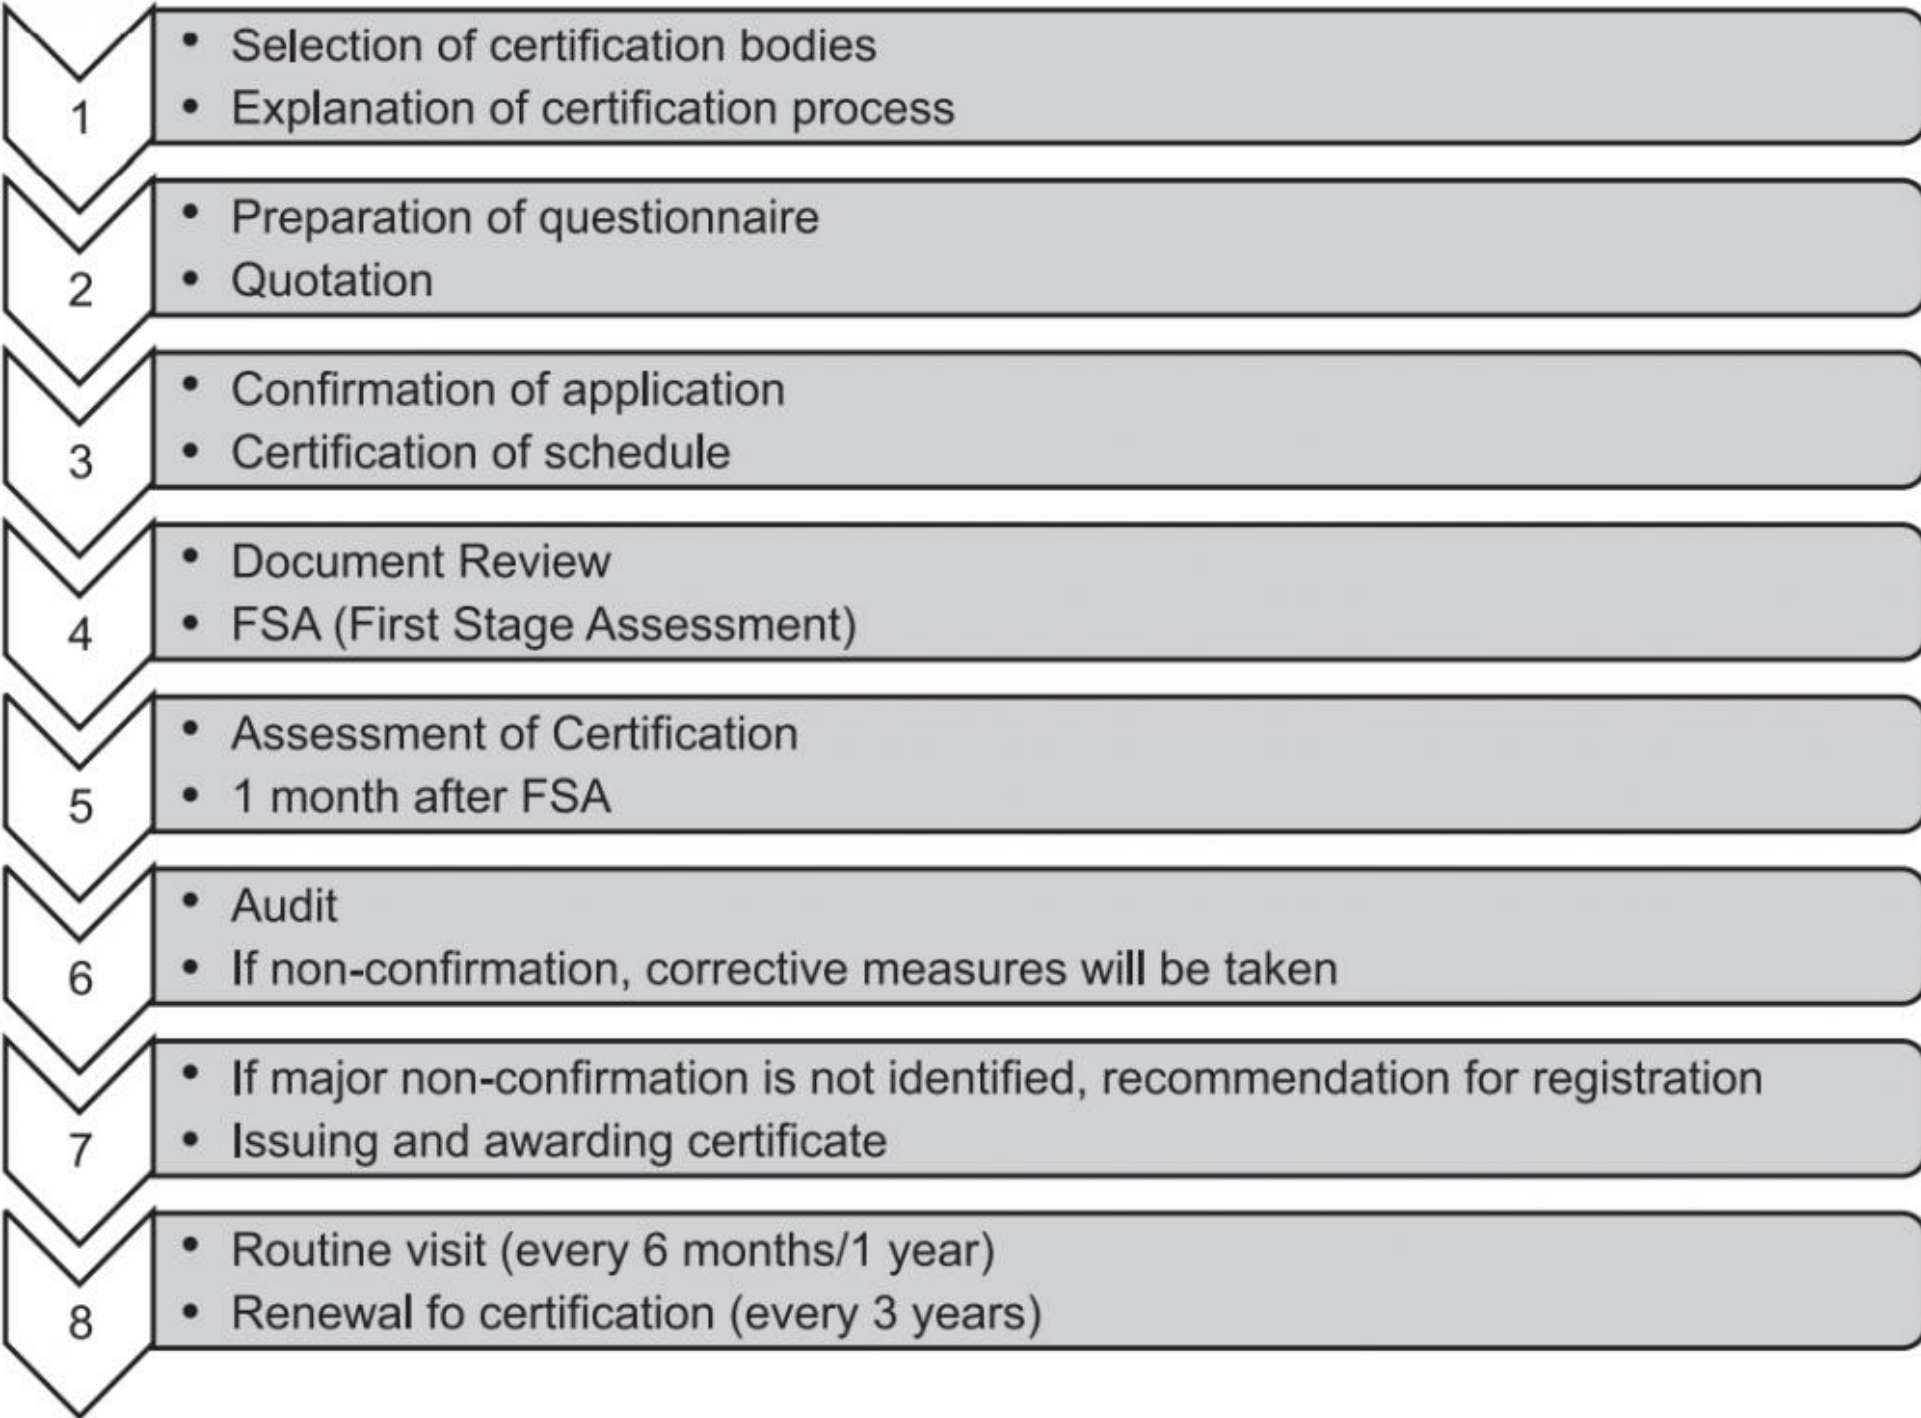 1
• Selection of certification bodies
• Explanation of certification process
2
• Preparation of questionnaire
• Quotation
3
• Confirmation of application
• Certification of schedule
4
• Document Review
• FSA (First Stage Assessment)
5
• Assessment of Certification
• 1 month after FSA
6
• Audit
• If non-confirmation, corrective measures will be taken
7
• If major non-confirmation is not identified, recommendation for registration
• Issuing and awarding certificate
8
• Routine visit (every 6 months/1 year)
• Renewal fo certification (every 3 years)